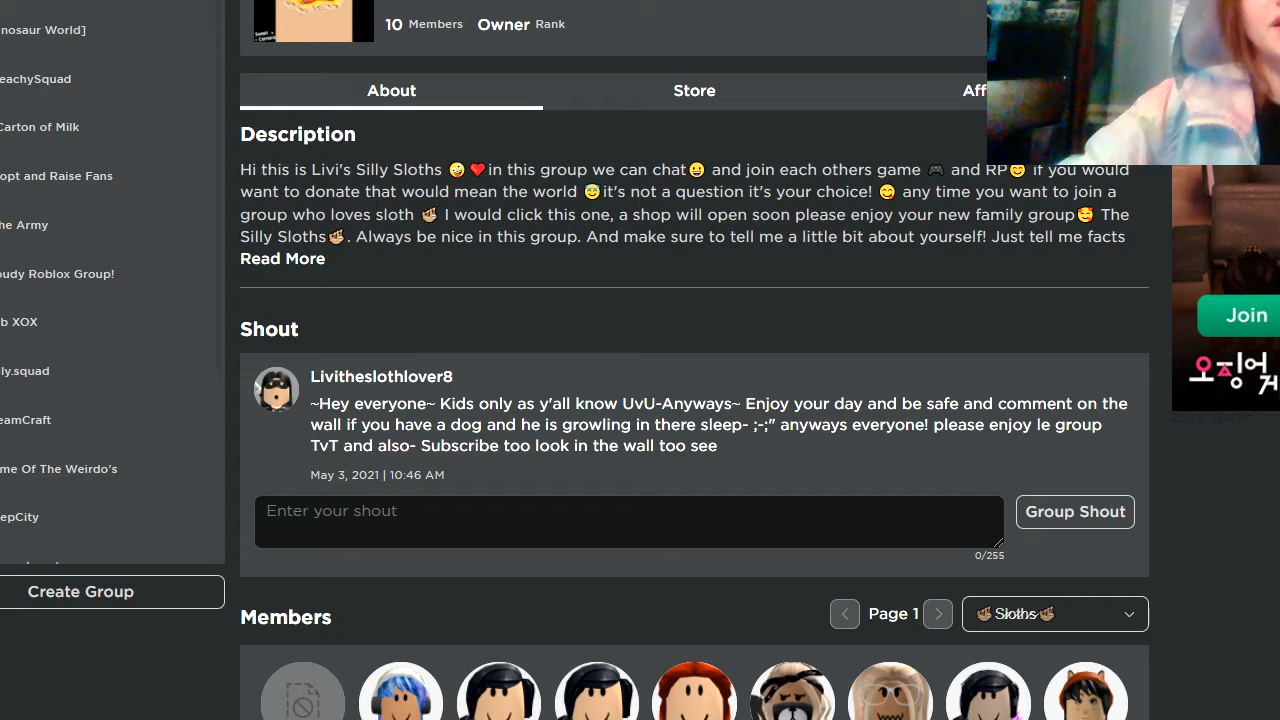 nosaur World]
eachySquad
Carton of Milk
opt and Raise Fans
he Army
oudy Roblox Group!
b XOX
ly.squad
eamCraft
me Of The Weirdo's
epCity
Create Group
10 Members Owner Rank
About Store Aff
Description
Hi this is Livi's Silly Sloths 🤪❤️in this group we can chat😃 and join each others game 🎮 and RP😊 if you would
want to donate that would mean the world 😇it's not a question it's your choice! 😋 any time you want to join a
group who loves sloth 🦥 I would click this one, a shop will open soon please enjoy your new family group🥰 The
Silly Sloths🦥. Always be nice in this group. And make sure to tell me a little bit about yourself! Just tell me facts
Read More
Shout
Livitheslothlover8
~Hey everyone~ Kids only as y'all know UvU-Anyways~ Enjoy your day and be safe and comment on the
wall if you have a dog and he is growling in there sleep- ;-;" anyways everyone! please enjoy le group
TvT and also- Subscribe too look in the wall too see
May 3, 2021 | 10:46 AM
Enter your shout
Group Shout
0/255
Members
Page 1
🦥Sloths🦥
Join
오징어